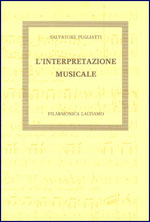 SALVATORE PUGLIATTI
L'INTERPRETAZIONE
MUSICALE
FILARMONICA LAUDAMO